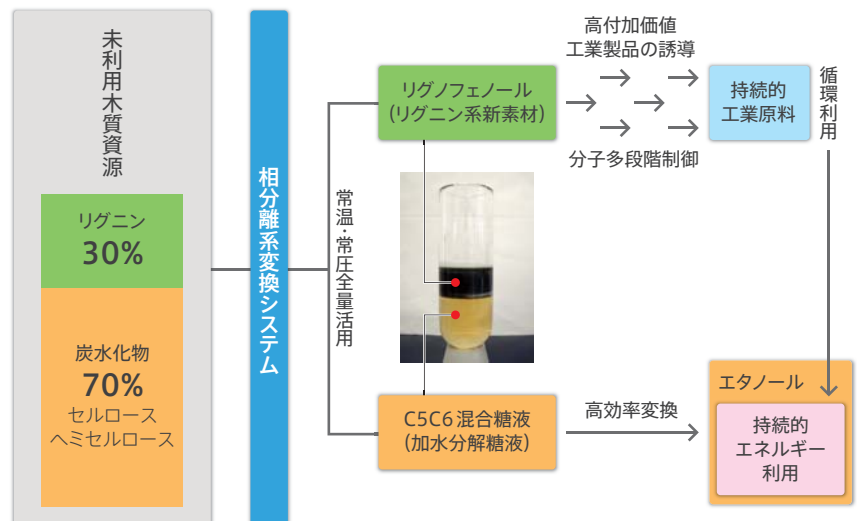 未利用木質資源
リグニン
30%
炭水化物
70%
セルロース
ヘミセルロース
相分離系変換システム
常温・常圧全量活用
リグノフェノール
(リグニン系新素材)
高付加価値
工業製品の誘導
分子多段階制御
持続的
工業原料
循環利用
C5C6混合糖液
(加水分解糖液)
高効率変換
エタノール
持続的
エネルギー
利用